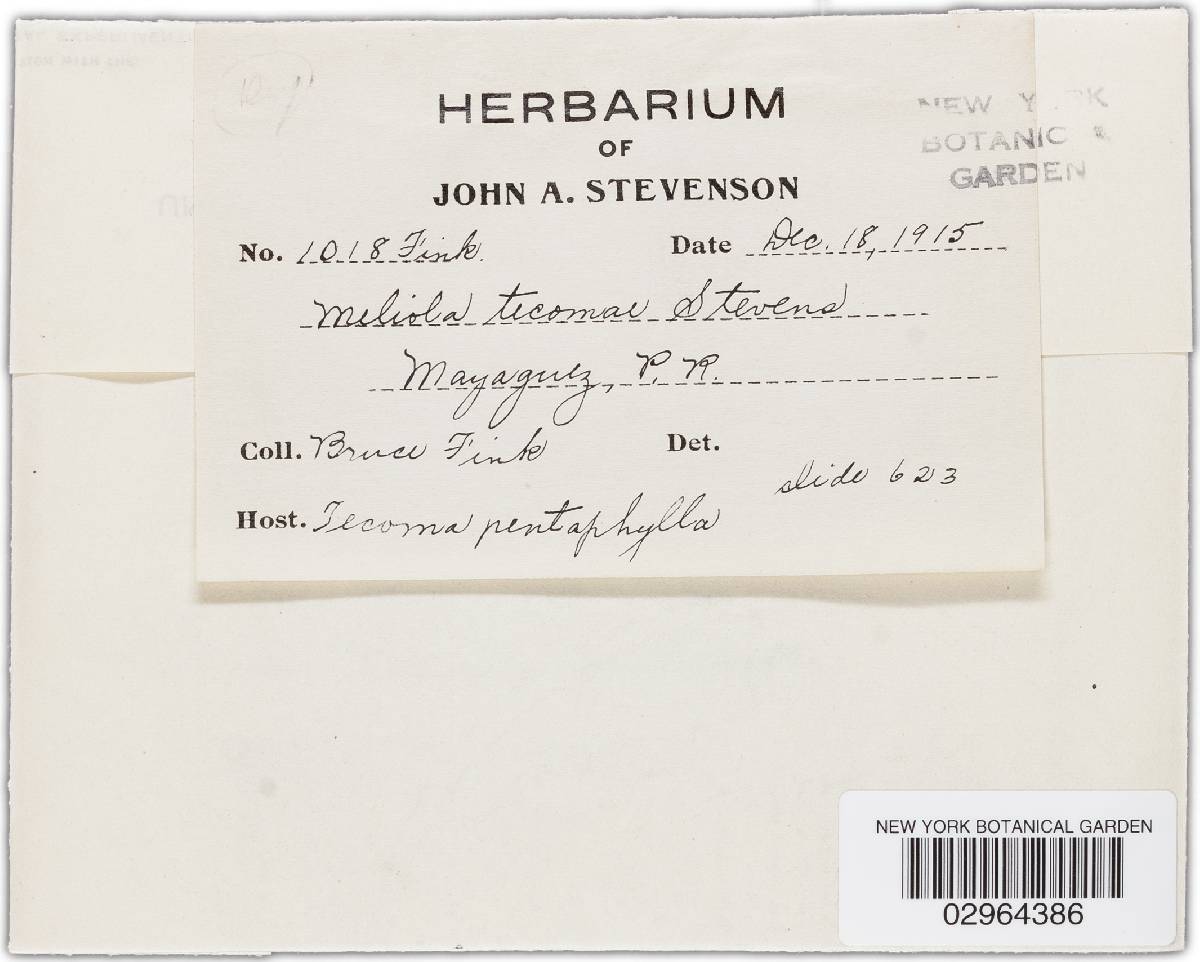 HERBARIUM
OF
JOHN A. STEVENSON
NEW YORK
BOTANICAL
GARDEN
No. 1018 Fink. Date Dec. 18, 1915
Meliola tecomae Stevens
Mayaguez, P. R.
Coll. Bruce Fink Det.
slide 623
Host. Tecoma pentaphylla
NEW YORK BOTANICAL GARDEN
02964386